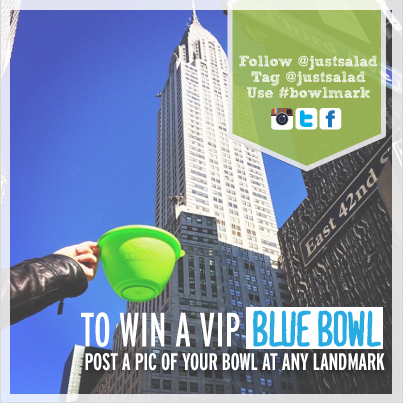 Follow @justsalad
Tag @justsalad
Use #bowlmark
East 42nd S
TO WIN A VIP BLUE BOWL
POST A PIC OF YOUR BOWL AT ANY LANDMARK